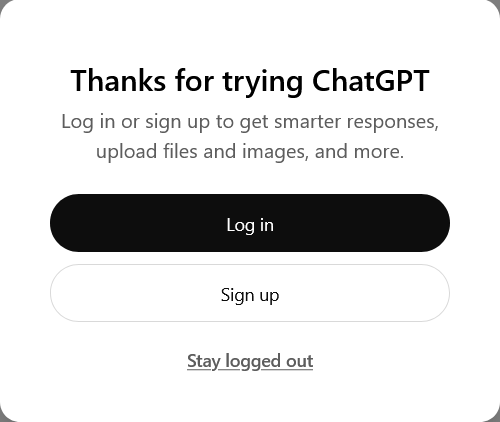 Thanks for trying ChatGPT
Log in or sign up to get smarter responses,
upload files and images, and more.
Log in
Sign up
Stay logged out